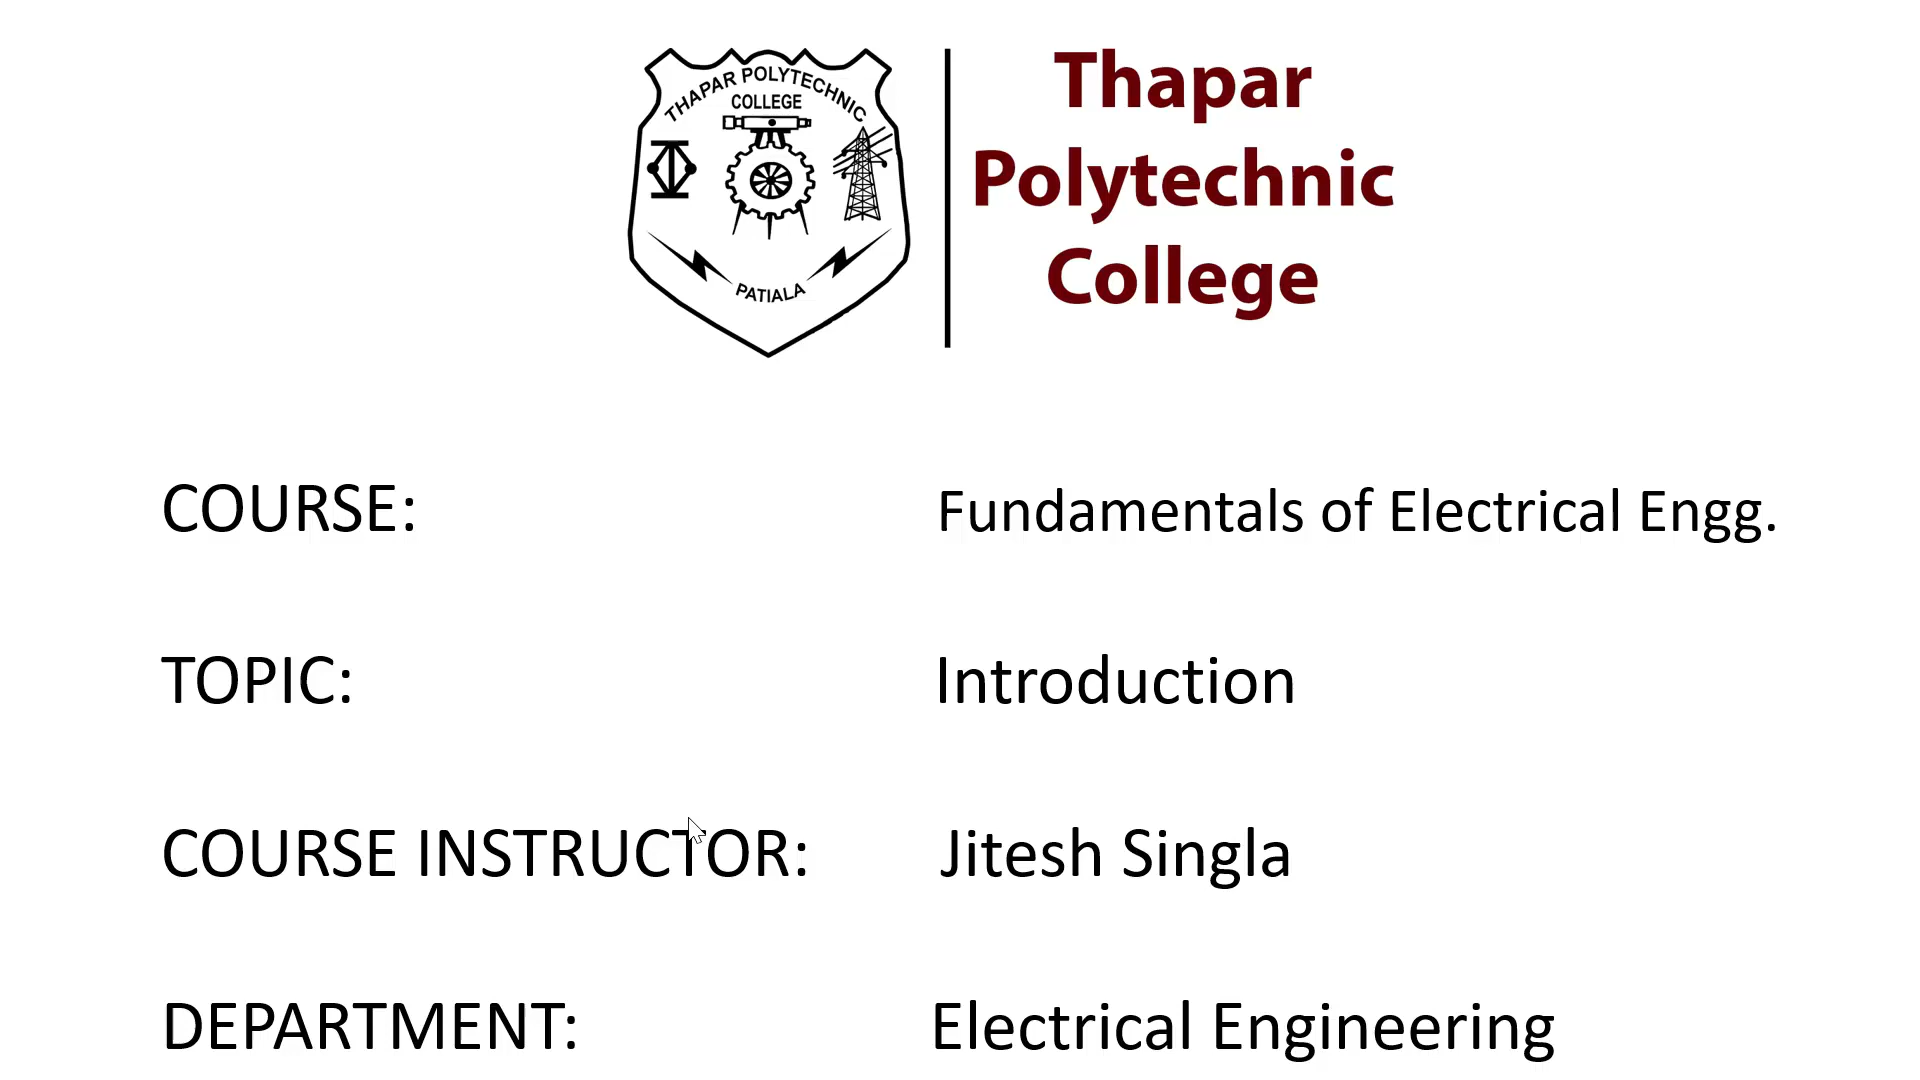 THAPAR POLYTECHNIC
COLLEGE
PATIALA
Thapar
Polytechnic
College
COURSE: Fundamentals of Electrical Engg.
TOPIC: Introduction
COURSE INSTRUCTOR: Jitesh Singla
DEPARTMENT: Electrical Engineering